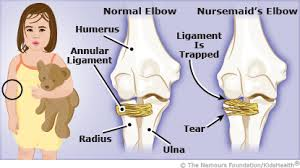 Normal Elbow
Nursemaid's Elbow
Humerus
Annular
Ligament
Radius
Ulna
Ligament
Is
Trapped
Tear
© The Nemours Foundation/KidsHealth®